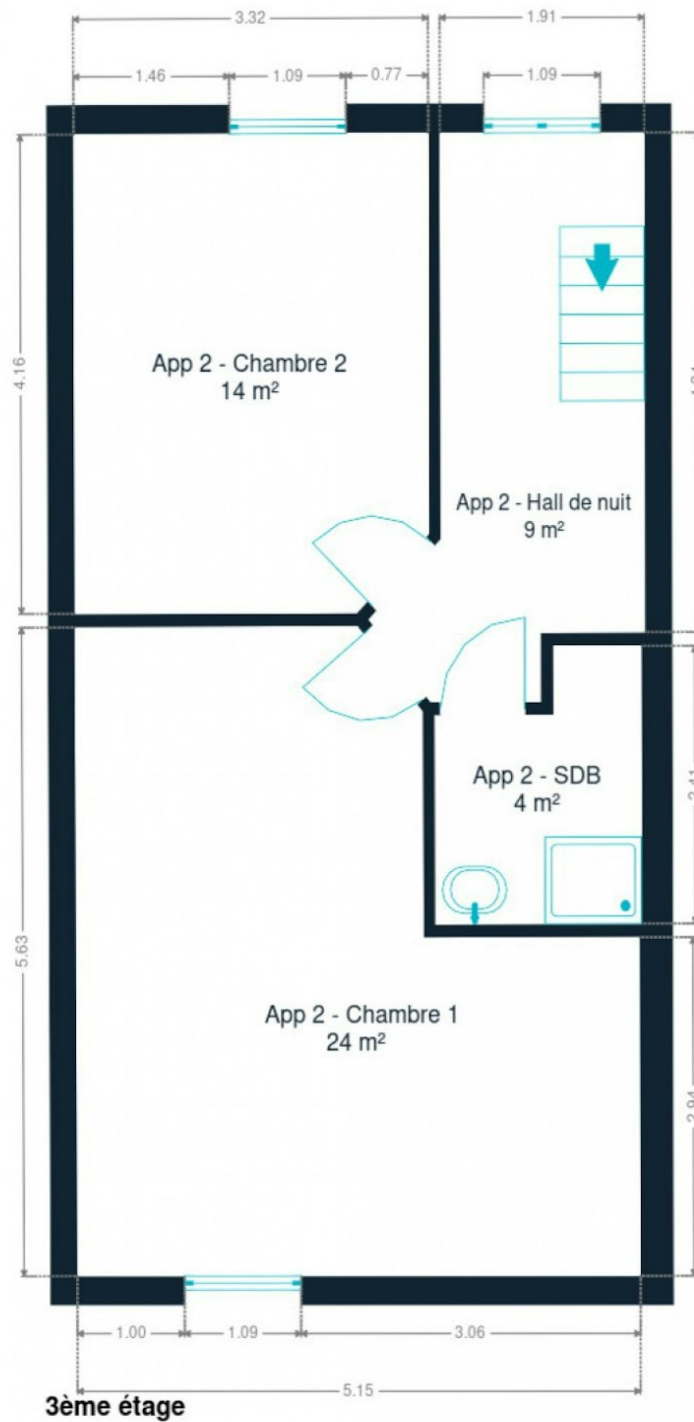 3.32
1.91
1.46
1.09
0.77
1.09
4.16
App 2 - Chambre 2
14 m²
App 2 - Hall de nuit
9 m²
App 2 - SDB
4 m²
5.63
App 2 - Chambre 1
24 m²
1.00
1.09
3.06
5.15
3ème étage